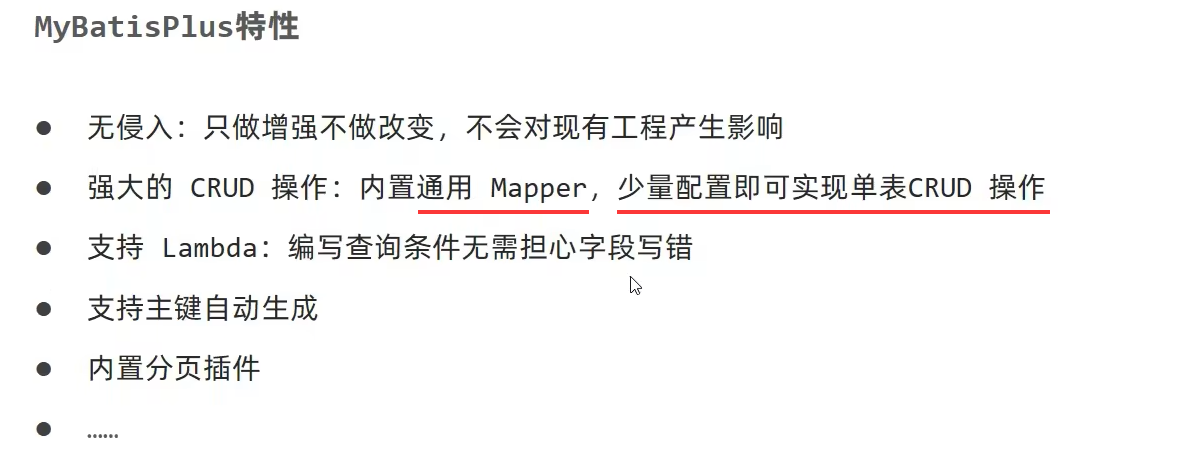 MyBatisPlus特性
● 无侵入：只做增强不做改变，不会对现有工程产生影响
● 强大的 CRUD 操作：内置通用 Mapper，少量配置即可实现单表CRUD 操作
● 支持 Lambda：编写查询条件无需担心字段写错
● 支持主键自动生成
● 内置分页插件
● ……